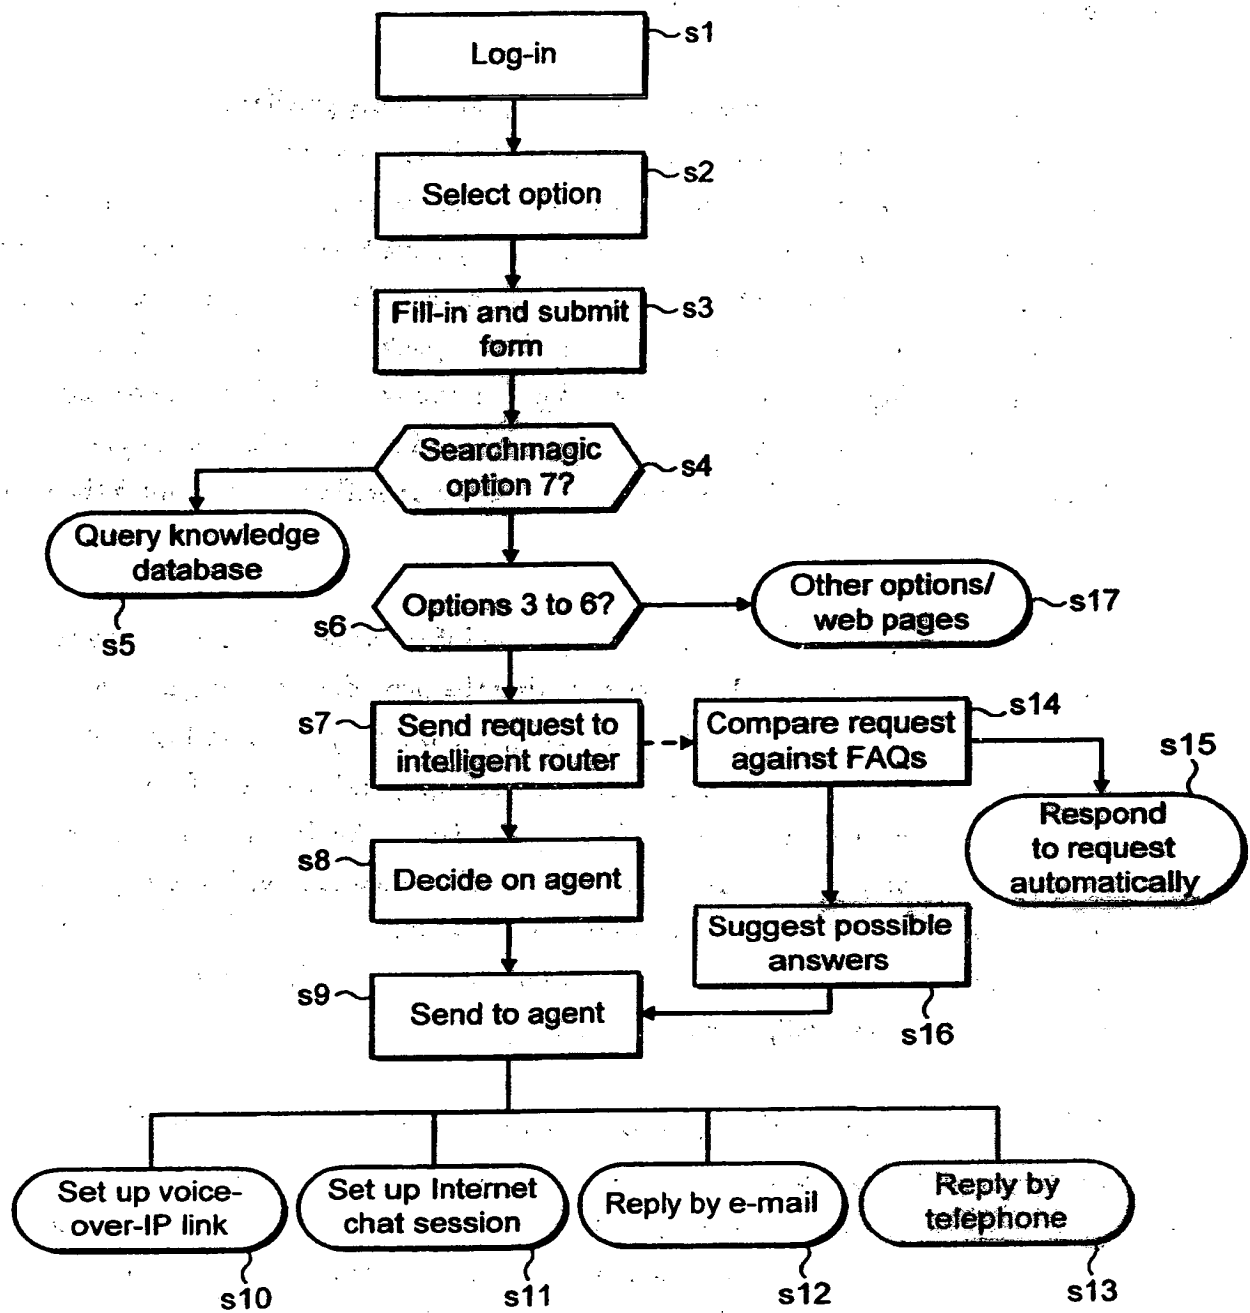 Log-in
s1
Select option
s2
Fill-in and submit
form
s3
Searchmagic
option 7?
s4
Query knowledge
database
s5
Options 3 to 6?
s6
Other options/
web pages
s17
s7
Send request to
intelligent router
Compare request
against FAQs
s14
s15
Respond
to request
automatically
s8
Decide on agent
Suggest possible
answers
s16
s9
Send to agent
Set up voice-
over-IP link
s10
Set up Internet
chat session
s11
Reply by e-mail
s12
Reply by
telephone
s13